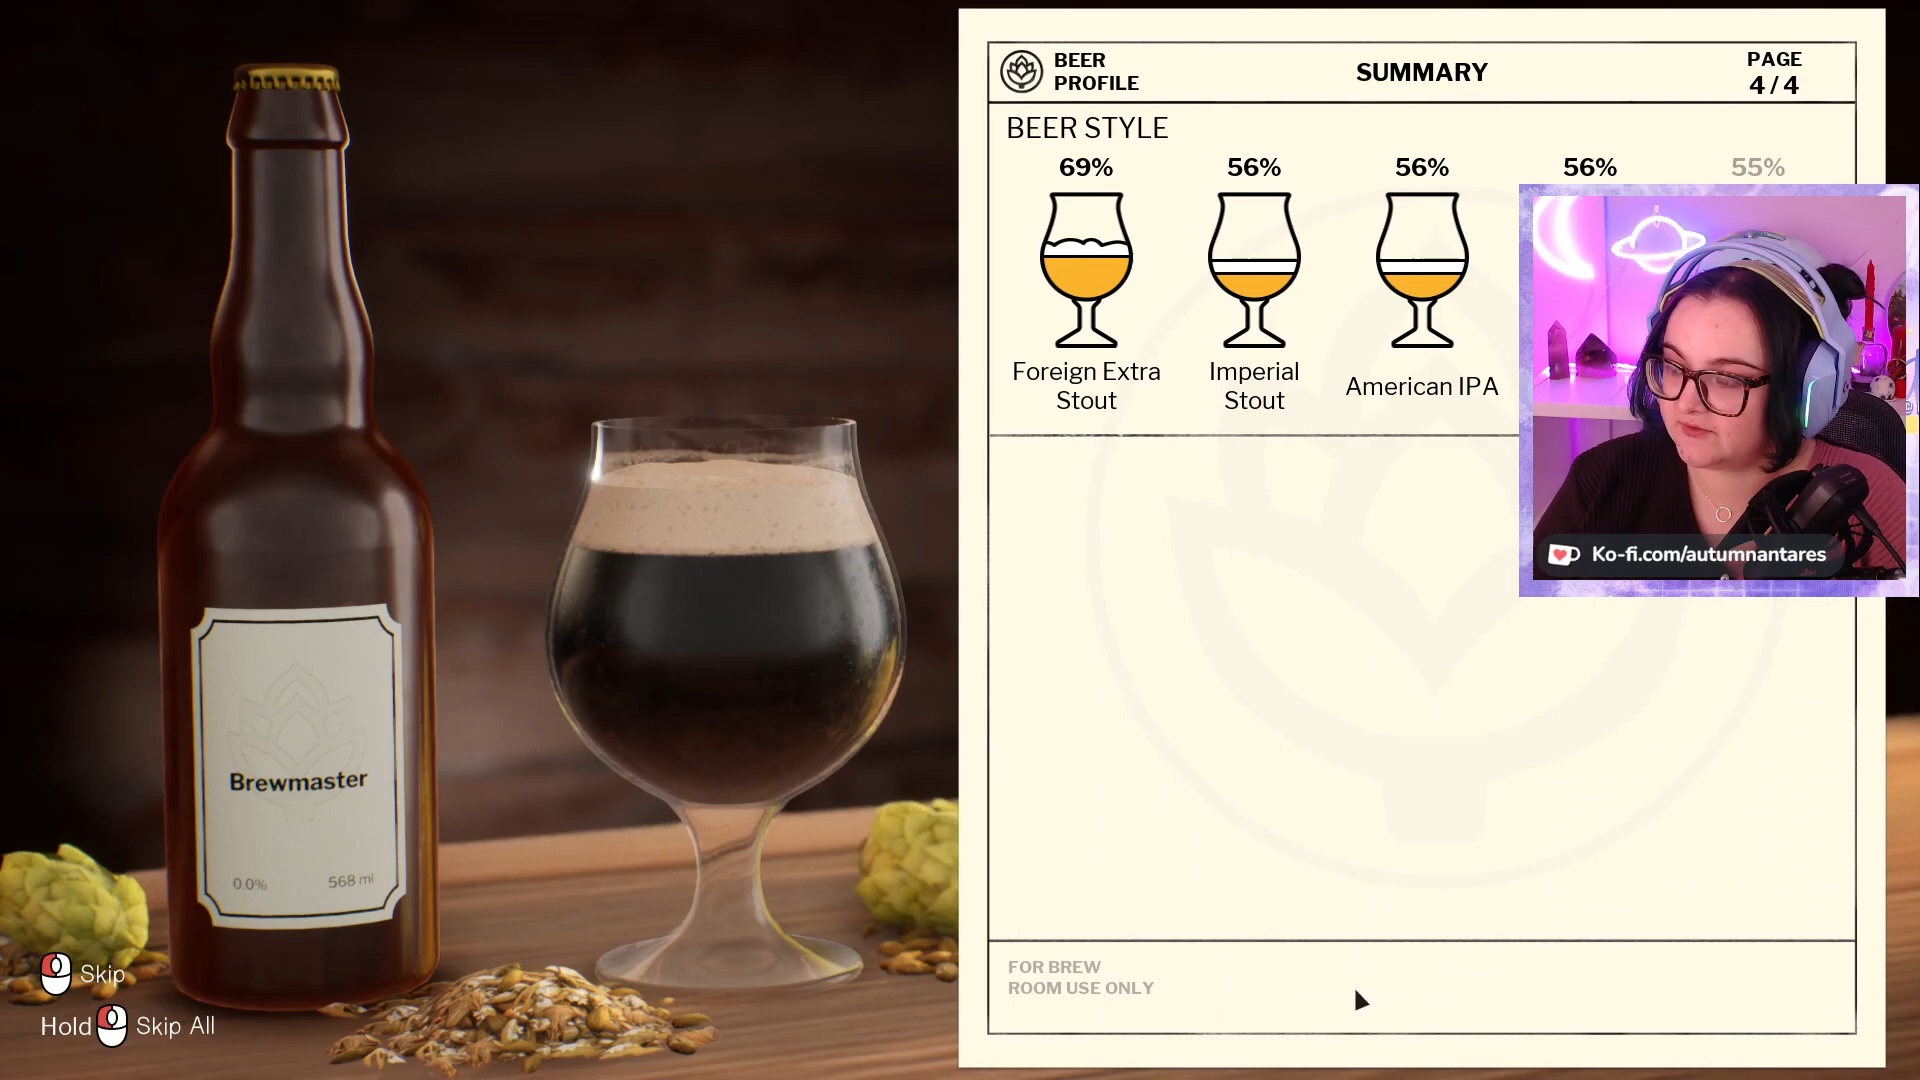 BEER
PROFILE
SUMMARY
PAGE
4 / 4
BEER STYLE
69%
56%
56%
56%
55%
Foreign Extra
Stout
Imperial
Stout
American IPA
Ko-fi.com/autumnantares
Brewmaster
0.0%
568 ml
Skip
Hold
Skip All
FOR BREW
ROOM USE ONLY